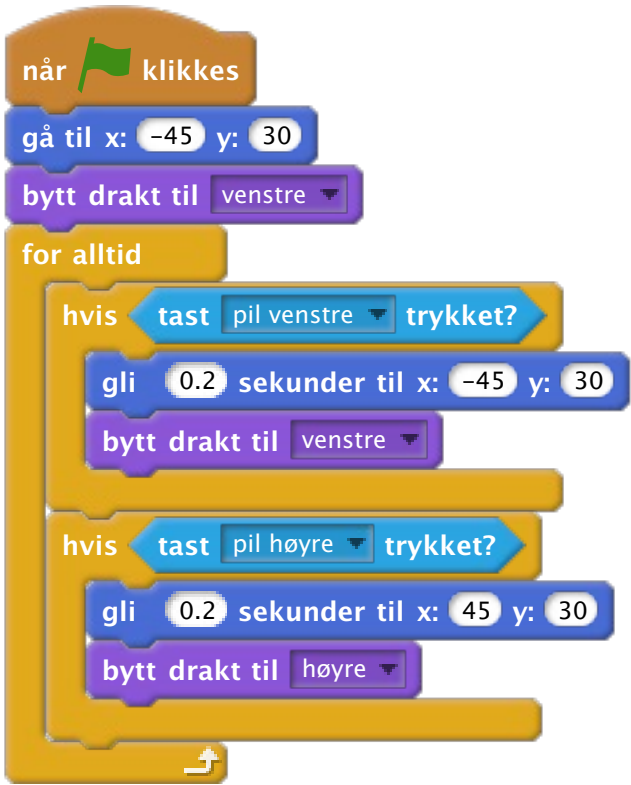 når klikkes
gå til x: -45 y: 30
bytt drakt til venstre
for alltid
hvis tast pil venstre trykket?
gli 0.2 sekunder til x: -45 y: 30
bytt drakt til venstre
hvis tast pil høyre trykket?
gli 0.2 sekunder til x: 45 y: 30
bytt drakt til høyre